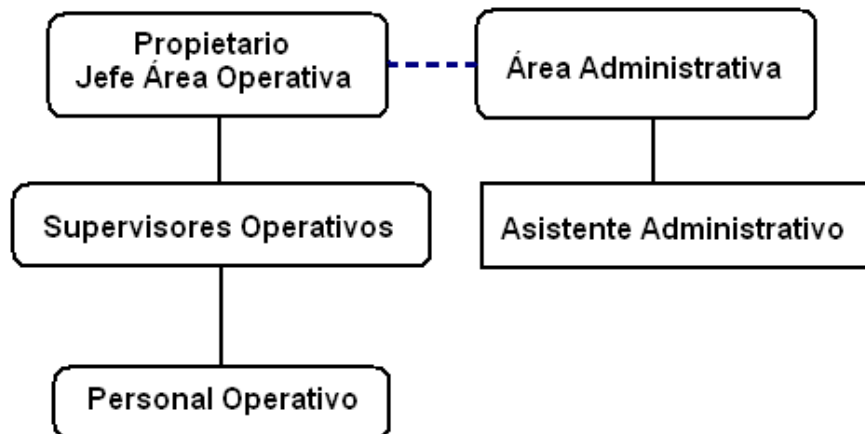 Propietario
Jefe Área Operativa
Área Administrativa
Supervisores Operativos
Asistente Administrativo
Personal Operativo